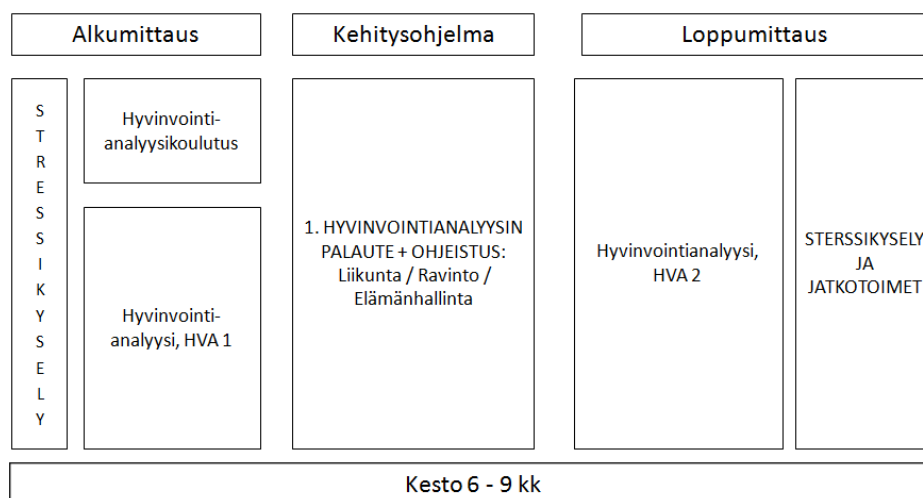 Alkumittaus
Kehitysohjelma
Loppumittaus
STRESSIKYSELY
Hyvinvointi-
analyysikoulutus
Hyvinvointi-
analyysi, HVA 1
1. HYVINVOINTIANALYYSIN
PALAUTE + OHJEISTUS:
Liikunta / Ravinto /
Elämänhallinta
Hyvinvointianalyysi,
HVA 2
STERSSIKYSELY
JA
JATKOTOIMET
Kesto 6 - 9 kk